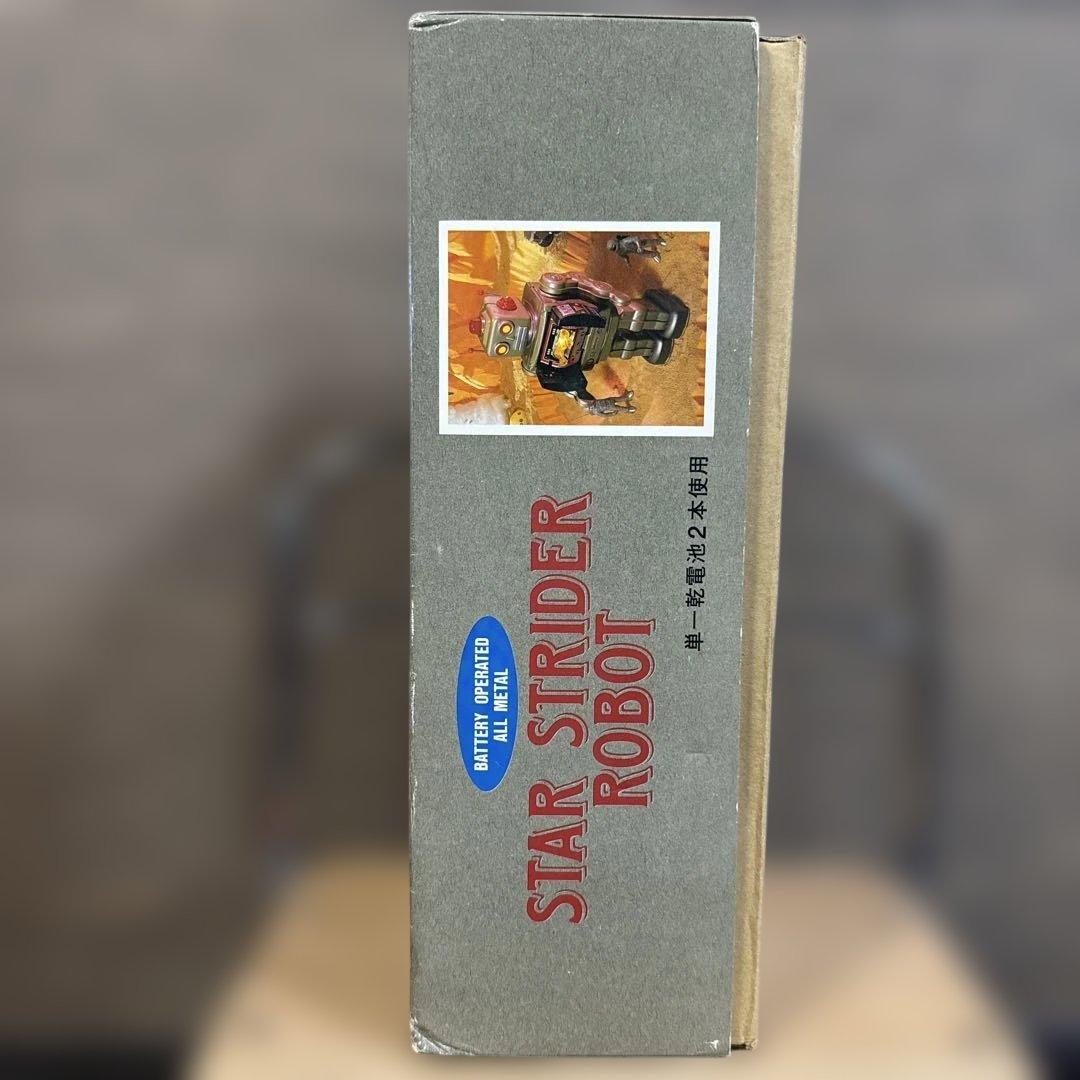 BATTERY OPERATED
ALL METAL
STAR STRIDER
ROBOT
単一乾電池2本使用